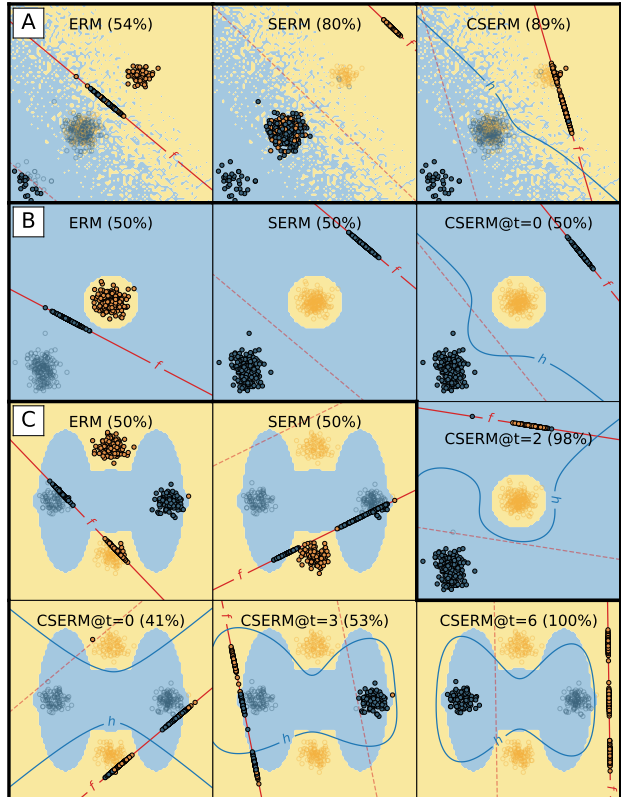 A
ERM (54%)
SERM (80%)
CSERM (89%)
f
h
f
B
ERM (50%)
SERM (50%)
CSERM@t=0 (50%)
f
f
f
h
C
ERM (50%)
SERM (50%)
CSERM@t=2 (98%)
f
h
f
f
CSERM@t=0 (41%)
CSERM@t=3 (53%)
CSERM@t=6 (100%)
f
h
h
h
f
f